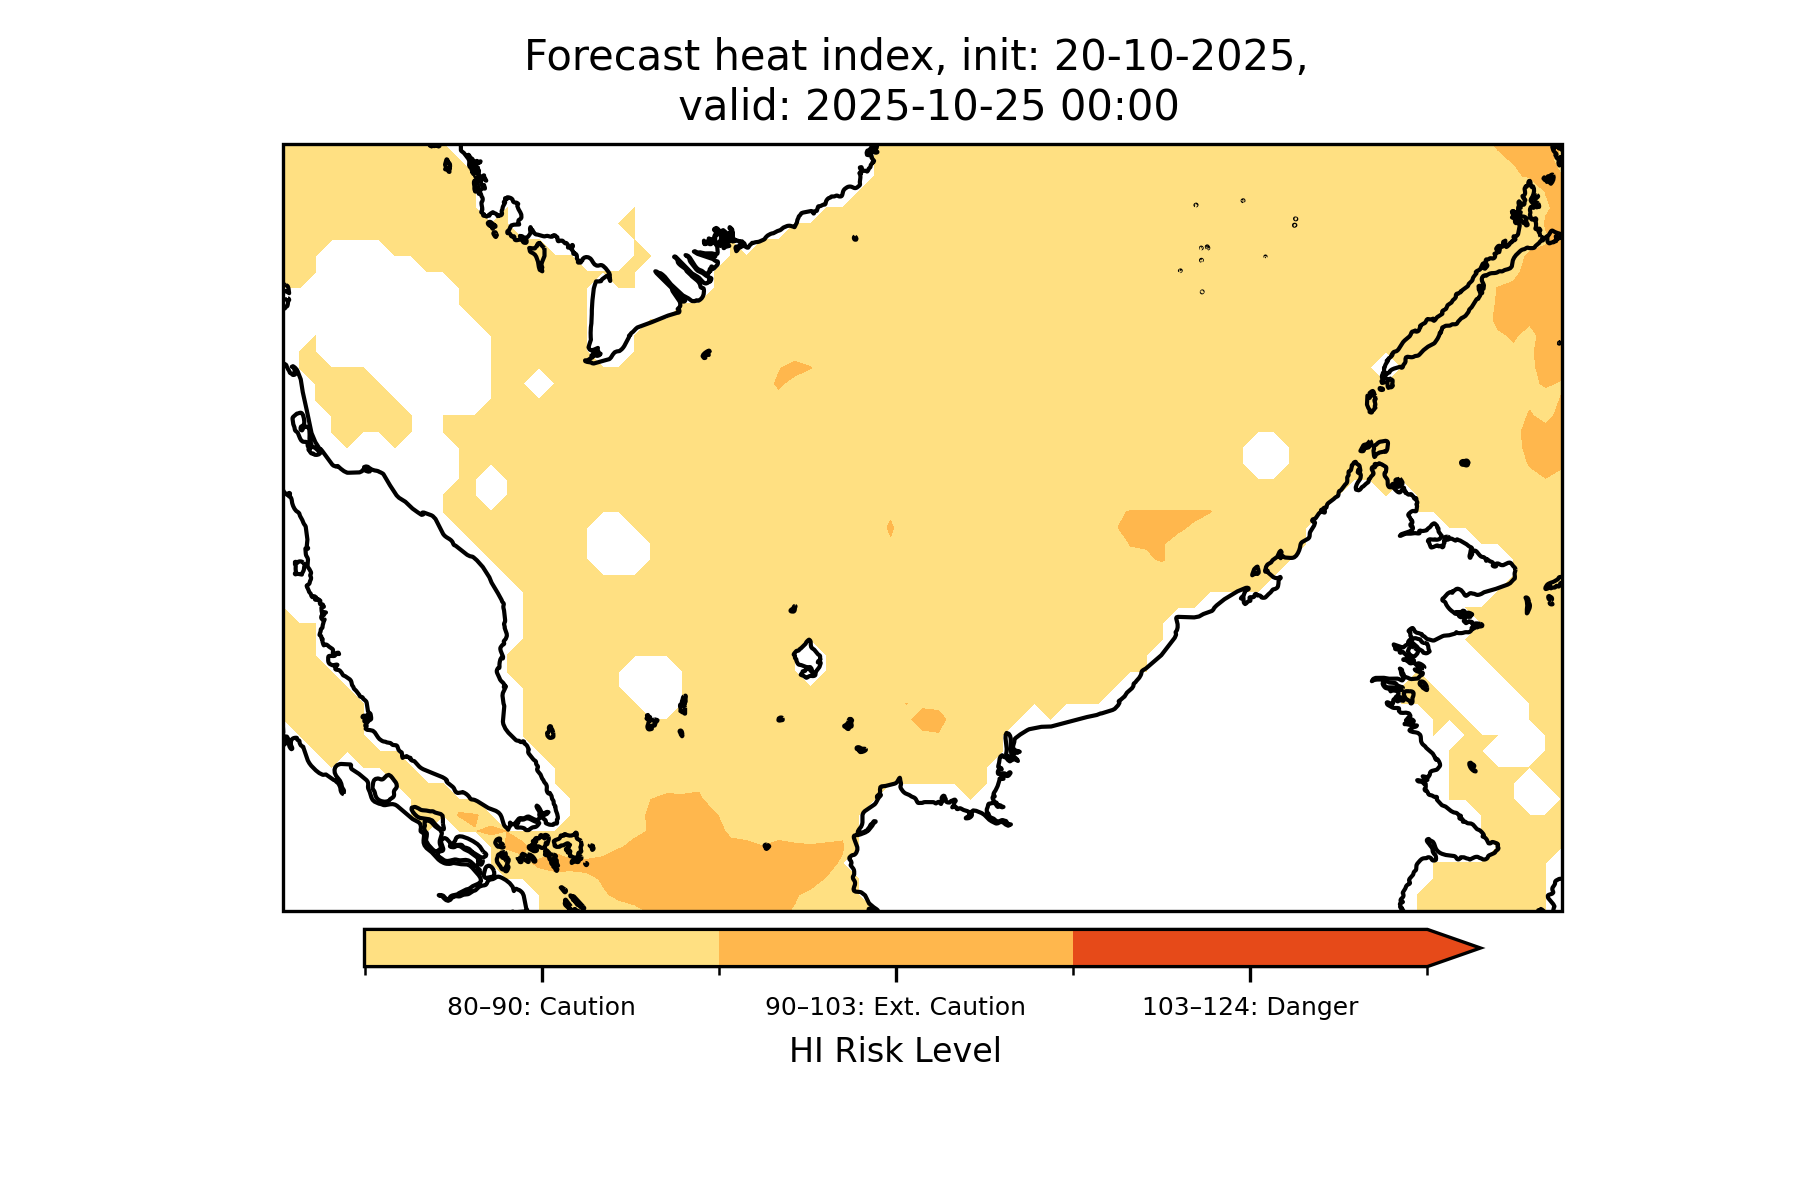 Forecast heat index, init: 20-10-2025,
valid: 2025-10-25 00:00
80–90: Caution
90–103: Ext. Caution
103–124: Danger
HI Risk Level